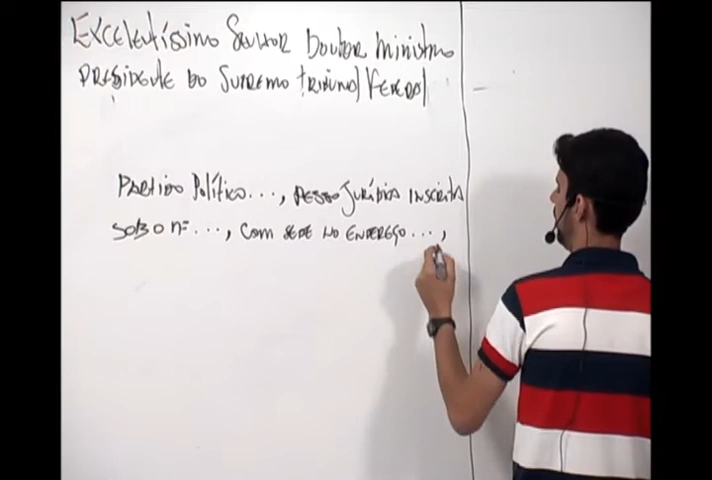 Excelentíssimo Senhor Doutor Ministro
Presidente do Supremo Tribunal Federal
Partido Político..., pessoa jurídica inscrita
sob o nº ..., com sede no endereço ...,